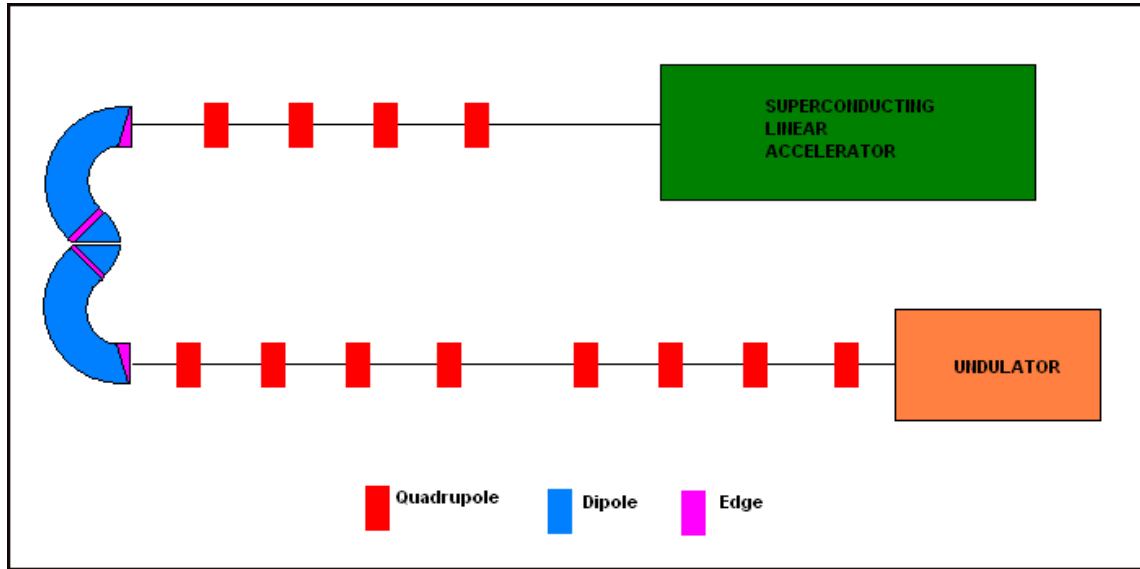 SUPERCONDUCTING
LINEAR
ACCELERATOR
UNDULATOR
Quadrupole
Dipole
Edge